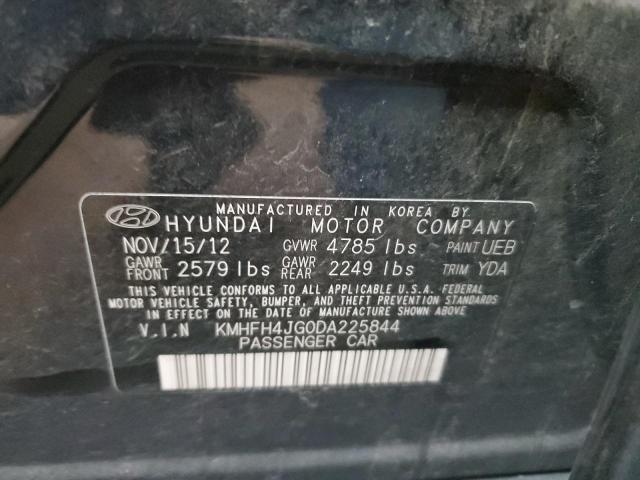 MANUFACTURED IN KOREA BY
HYUNDAI MOTOR COMPANY
NOV/15/12 GVWR 4785 lbs PAINT UEB
GAWR FRONT 2579 lbs GAWR REAR 2249 lbs TRIM YDA
THIS VEHICLE CONFORMS TO ALL APPLICABLE U.S.A. FEDERAL
MOTOR VEHICLE SAFETY, BUMPER, AND THEFT PREVENTION STANDARDS
IN EFFECT ON THE DATE OF MANUFACTURE SHOWN ABOVE
V.I.N KMHFH4JG0DA225844
PASSENGER CAR